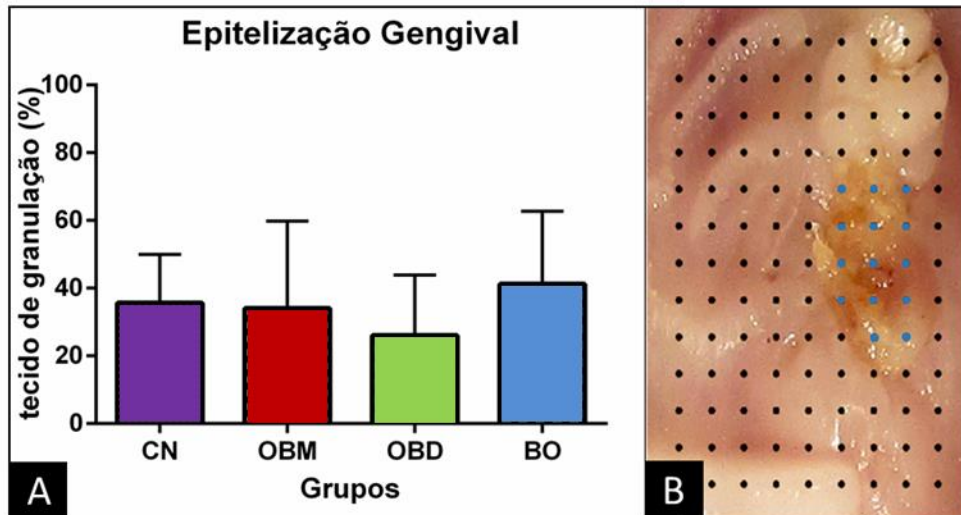 Epitelização Gengival
tecido de granulação (%)
100
80
60
40
20
0
CN OBM OBD BO
Grupos
A
B